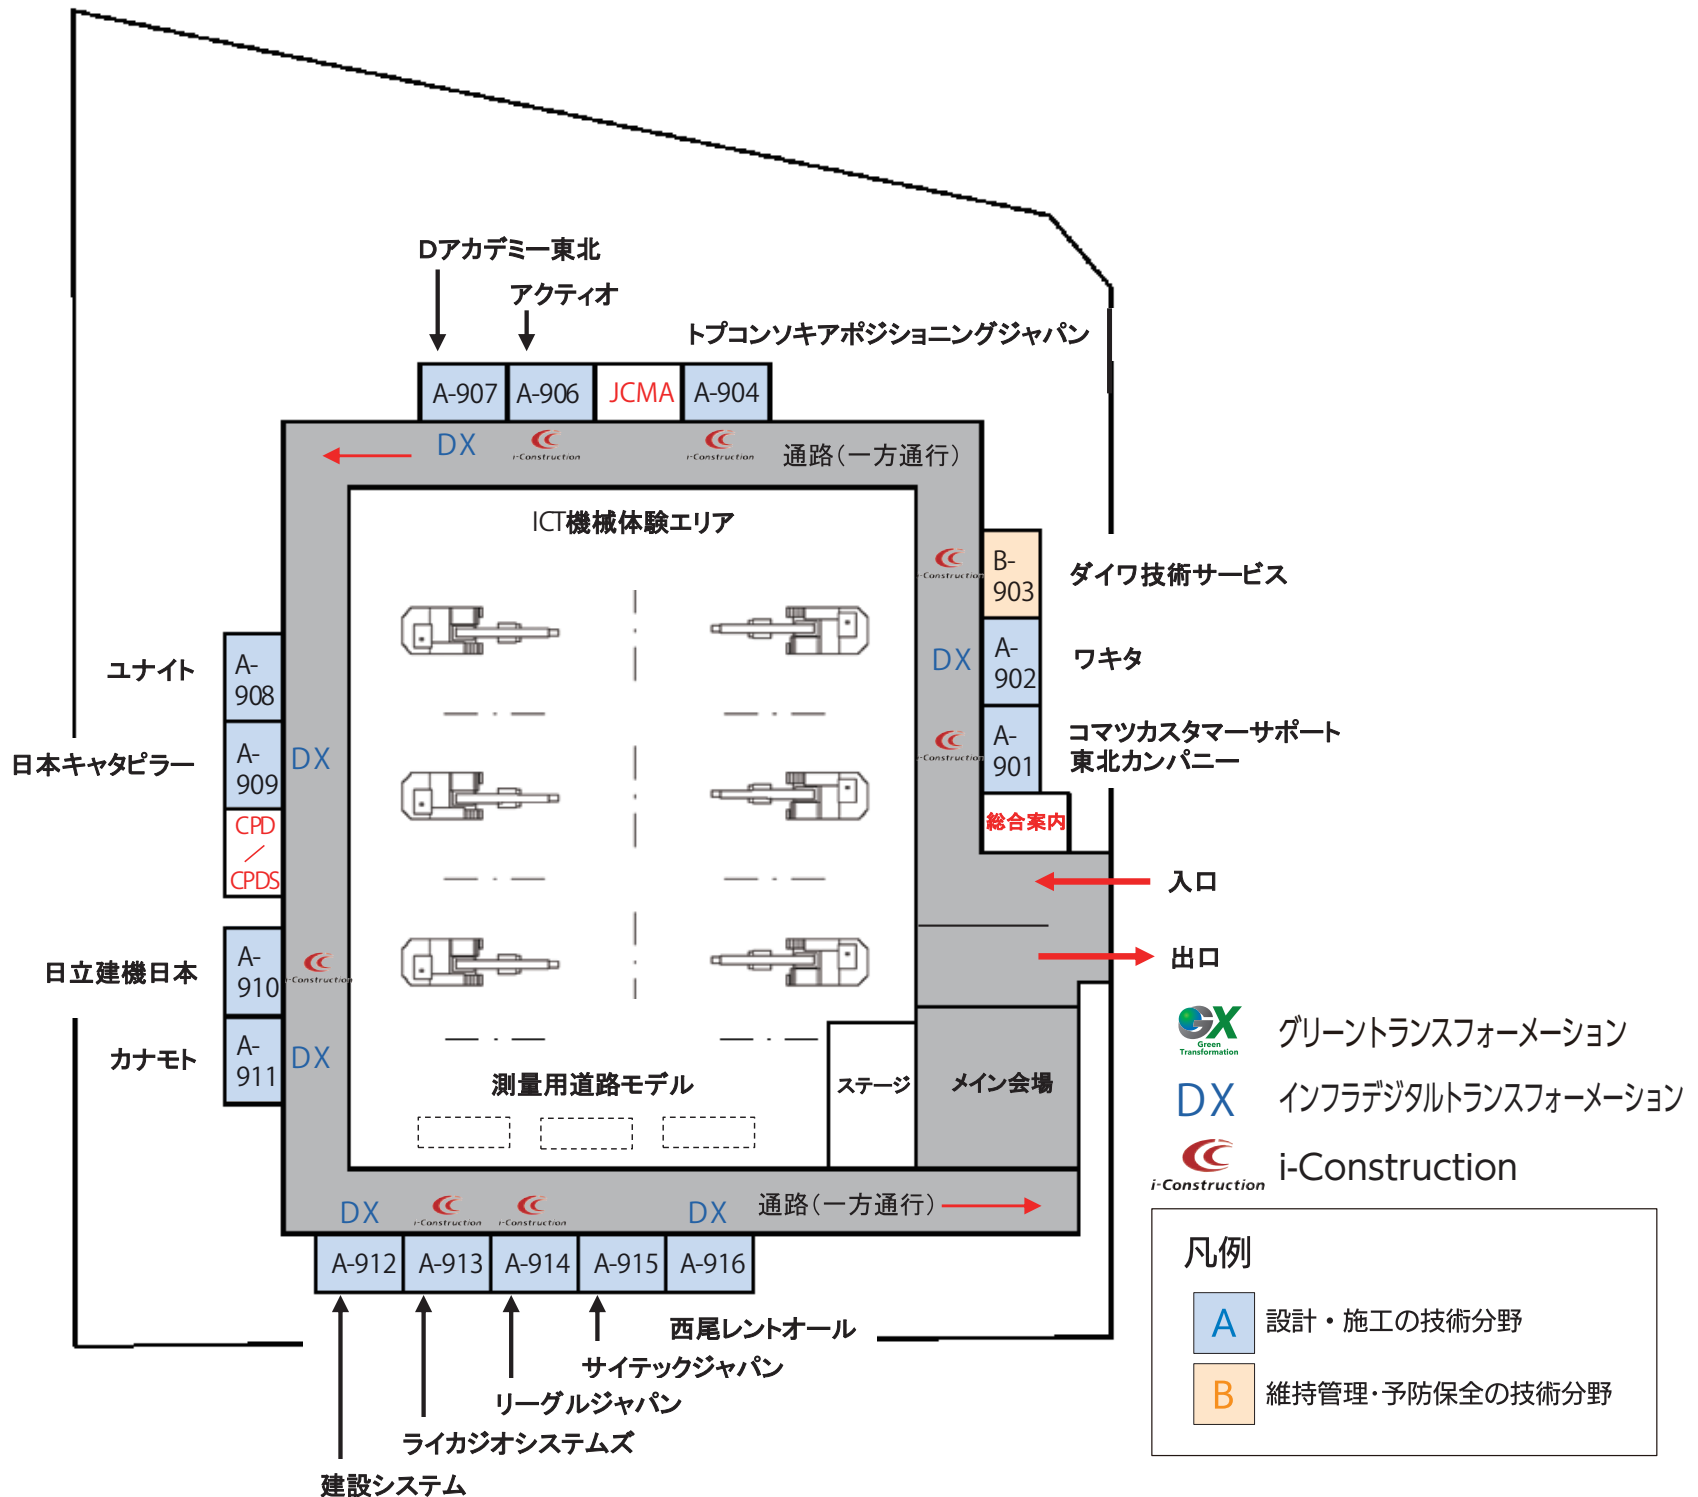 Dアカデミー東北
アクティオ
トプコンソキアポジショニングジャパン
A-907
A-906
JCMA
A-904
DX
i-Construction
i-Construction
通路(一方通行)
ICT機械体験エリア
i-Construction
B-
903
ダイワ技術サービス
DX
A-
902
ワキタ
i-Construction
A-
901
コマツカスタマーサポート
東北カンパニー
総合案内
ユナイト
A-
908
日本キャタピラー
A-
909
DX
CPD
／
CPDS
入口
出口
日立建機日本
A-
910
i-Construction
カナモト
A-
911
DX
測量用道路モデル
ステージ
メイン会場
GX
Green
Transformation
グリーントランスフォーメーション
DX
インフラデジタルトランスフォーメーション
i-Construction
i-Construction
DX
i-Construction
i-Construction
DX
通路(一方通行)
A-912
A-913
A-914
A-915
A-916
西尾レントオール
サイテックジャパン
リーグルジャパン
ライカジオシステムズ
建設システム
凡例
A
設計・施工の技術分野
B
維持管理･予防保全の技術分野